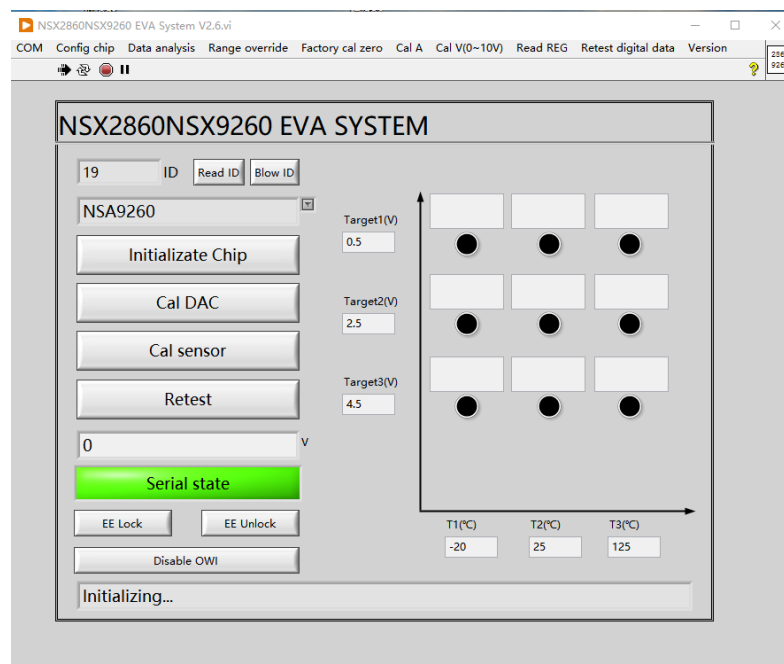 NSX2860NSX9260 EVA System V2.6.vi
COM Config chip Data analysis Range override Factory cal zero Cal A Cal V(0~10V) Read REG Retest digital data Version
NSX2860NSX9260 EVA SYSTEM
19 ID Read ID Blow ID
NSA9260
Initializate Chip
Cal DAC
Cal sensor
Retest
0 V
Serial state
EE Lock EE Unlock
Disable OWI
Initializing...
Target1(V)
0.5
Target2(V)
2.5
Target3(V)
4.5
T1(℃) T2(℃) T3(℃)
-20 25 125